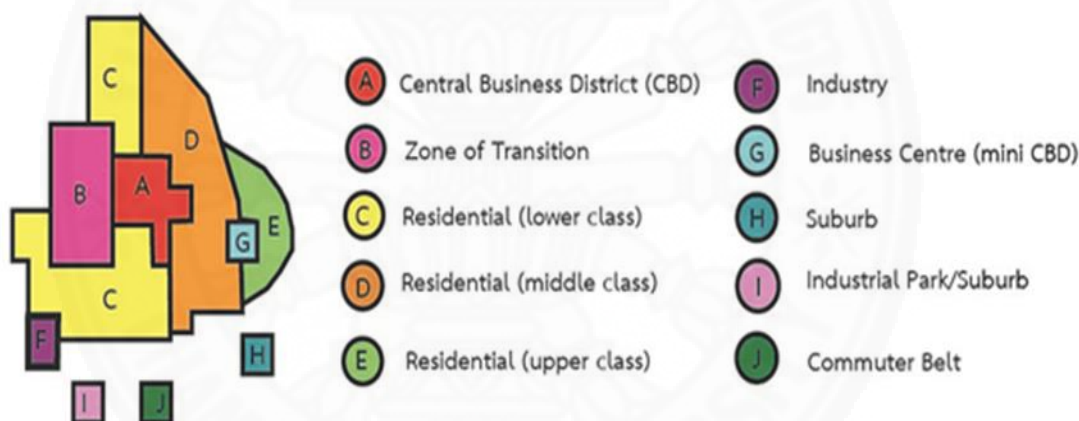 C
D
B
A
E
G
C
F
H
I
J
A Central Business District (CBD)
B Zone of Transition
C Residential (lower class)
D Residential (middle class)
E Residential (upper class)
F Industry
G Business Centre (mini CBD)
H Suburb
I Industrial Park/Suburb
J Commuter Belt